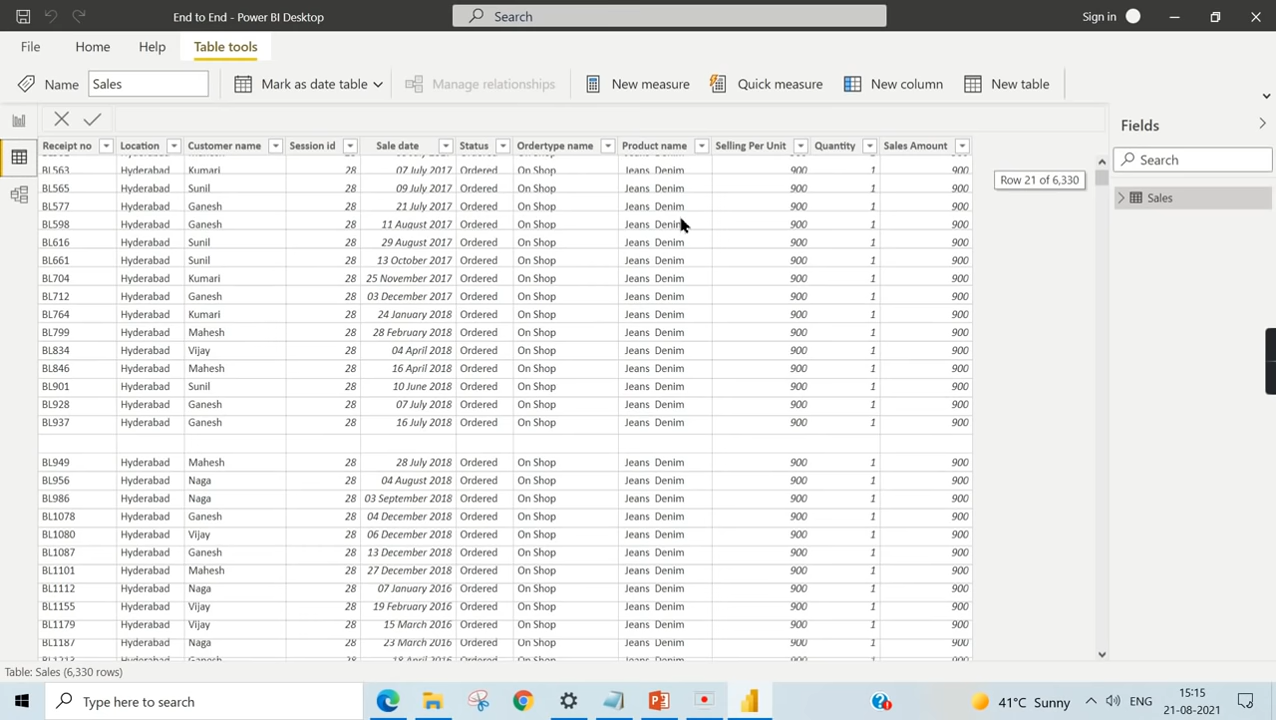 End to End - Power BI Desktop
Search
Sign in
File Home Help Table tools
Name Sales Mark as date table Manage relationships New measure Quick measure New column New table
Fields
Search
Sales
Row 21 of 6,330
Receipt no Location Customer name Session id Sale date Status Ordertype name Product name Selling Per Unit Quantity Sales Amount
BL563 Hyderabad Kumari 28 07 July 2017 Ordered On Shop Jeans Denim 900 1 900
BL565 Hyderabad Sunil 28 09 July 2017 Ordered On Shop Jeans Denim 900 1 900
BL577 Hyderabad Ganesh 28 21 July 2017 Ordered On Shop Jeans Denim 900 1 900
BL598 Hyderabad Ganesh 28 11 August 2017 Ordered On Shop Jeans Denim 900 1 900
BL616 Hyderabad Sunil 28 29 August 2017 Ordered On Shop Jeans Denim 900 1 900
BL661 Hyderabad Sunil 28 13 October 2017 Ordered On Shop Jeans Denim 900 1 900
BL704 Hyderabad Kumari 28 25 November 2017 Ordered On Shop Jeans Denim 900 1 900
BL712 Hyderabad Ganesh 28 03 December 2017 Ordered On Shop Jeans Denim 900 1 900
BL764 Hyderabad Kumari 28 24 January 2018 Ordered On Shop Jeans Denim 900 1 900
BL799 Hyderabad Mahesh 28 28 February 2018 Ordered On Shop Jeans Denim 900 1 900
BL834 Hyderabad Vijay 28 04 April 2018 Ordered On Shop Jeans Denim 900 1 900
BL846 Hyderabad Mahesh 28 16 April 2018 Ordered On Shop Jeans Denim 900 1 900
BL901 Hyderabad Sunil 28 10 June 2018 Ordered On Shop Jeans Denim 900 1 900
BL928 Hyderabad Ganesh 28 07 July 2018 Ordered On Shop Jeans Denim 900 1 900
BL937 Hyderabad Ganesh 28 16 July 2018 Ordered On Shop Jeans Denim 900 1 900
BL949 Hyderabad Mahesh 28 28 July 2018 Ordered On Shop Jeans Denim 900 1 900
BL956 Hyderabad Naga 28 04 August 2018 Ordered On Shop Jeans Denim 900 1 900
BL986 Hyderabad Naga 28 03 September 2018 Ordered On Shop Jeans Denim 900 1 900
BL1078 Hyderabad Ganesh 28 04 December 2018 Ordered On Shop Jeans Denim 900 1 900
BL1080 Hyderabad Vijay 28 06 December 2018 Ordered On Shop Jeans Denim 900 1 900
BL1087 Hyderabad Ganesh 28 13 December 2018 Ordered On Shop Jeans Denim 900 1 900
BL1101 Hyderabad Mahesh 28 27 December 2018 Ordered On Shop Jeans Denim 900 1 900
BL1112 Hyderabad Naga 28 07 January 2016 Ordered On Shop Jeans Denim 900 1 900
BL1155 Hyderabad Vijay 28 19 February 2016 Ordered On Shop Jeans Denim 900 1 900
BL1179 Hyderabad Vijay 28 15 March 2016 Ordered On Shop Jeans Denim 900 1 900
BL1187 Hyderabad Naga 28 23 March 2016 Ordered On Shop Jeans Denim 900 1 900
Table: Sales (6,330 rows)
Type here to search
41°C Sunny
ENG
15:15
21-08-2021